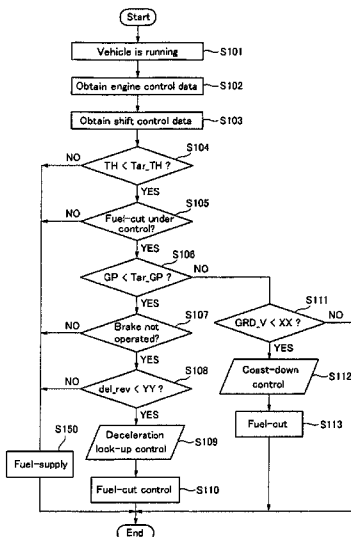 Start
Vehicle is running
S101
Obtain engine control data
S102
Obtain shift control data
S103
S104
NO
TH < Tar_TH ?
YES
S105
NO
Fuel-cut under
control?
YES
S106
GP < Tar_GP ?
NO
YES
S107
S111
NO
Brake not
operated?
GRD_V < XX ?
NO
YES
S108
YES
NO
del_rev < YY ?
Coast-down
control
S112
YES
S150
Deceleration
look-up control
S109
Fuel-cut
S113
Fuel-supply
Fuel-cut control
S110
End